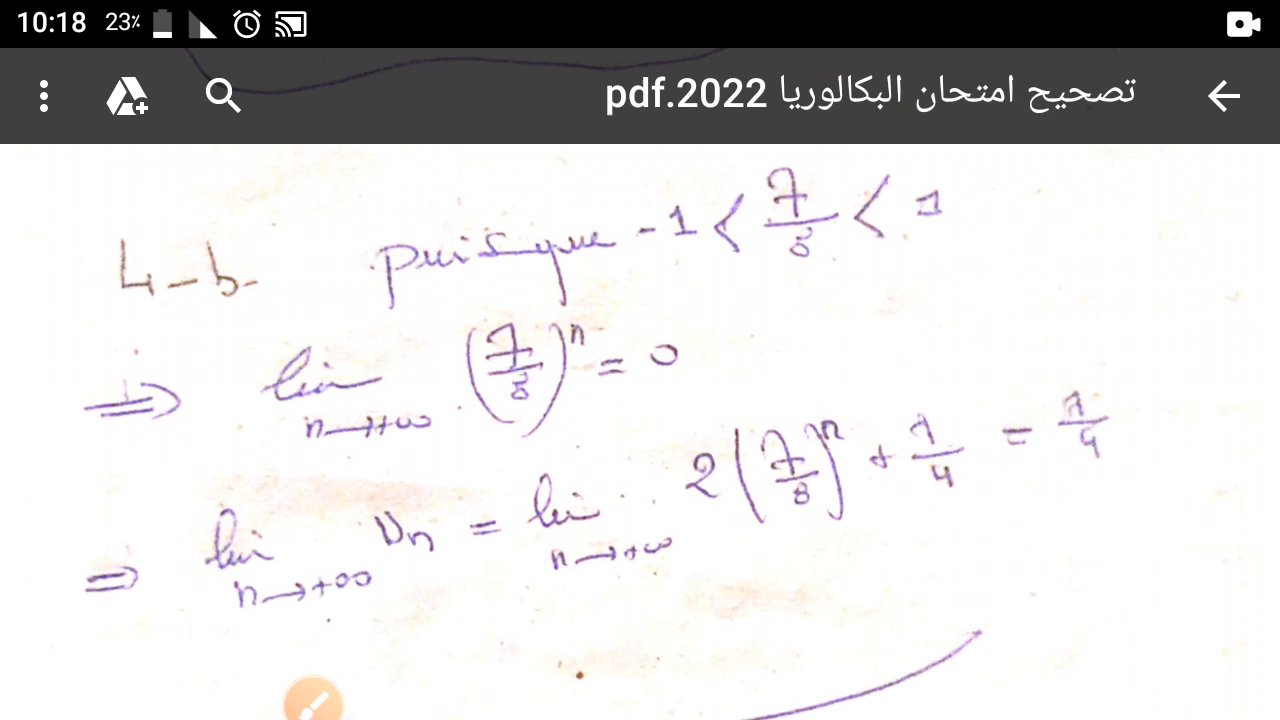 10:18 23%
تصحيح امتحان البكالوريا 2022.pdf
4-b- puisque -1 < 7/8 < 1
⇒ lim n→+∞ (7/8)^n = 0
⇒ lim n→+∞ Un = lim n→+∞ 2(7/8)^n + 1/4 = 1/4